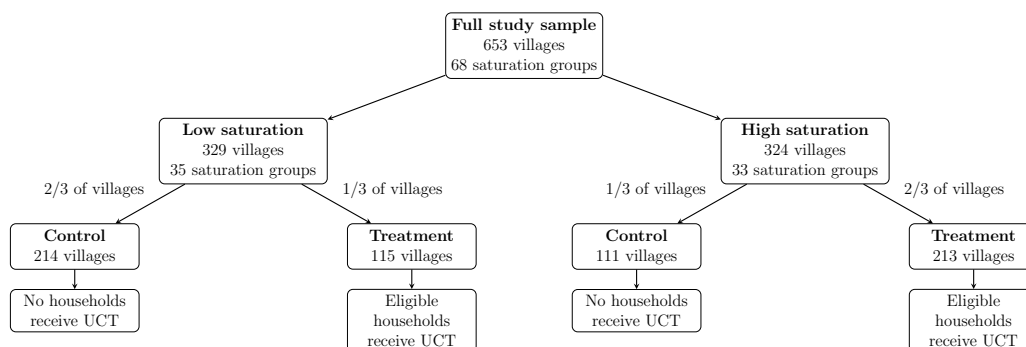 Full study sample
653 villages
68 saturation groups
Low saturation
329 villages
35 saturation groups
High saturation
324 villages
33 saturation groups
2/3 of villages
1/3 of villages
1/3 of villages
2/3 of villages
Control
214 villages
Treatment
115 villages
Control
111 villages
Treatment
213 villages
No households
receive UCT
Eligible
households
receive UCT
No households
receive UCT
Eligible
households
receive UCT